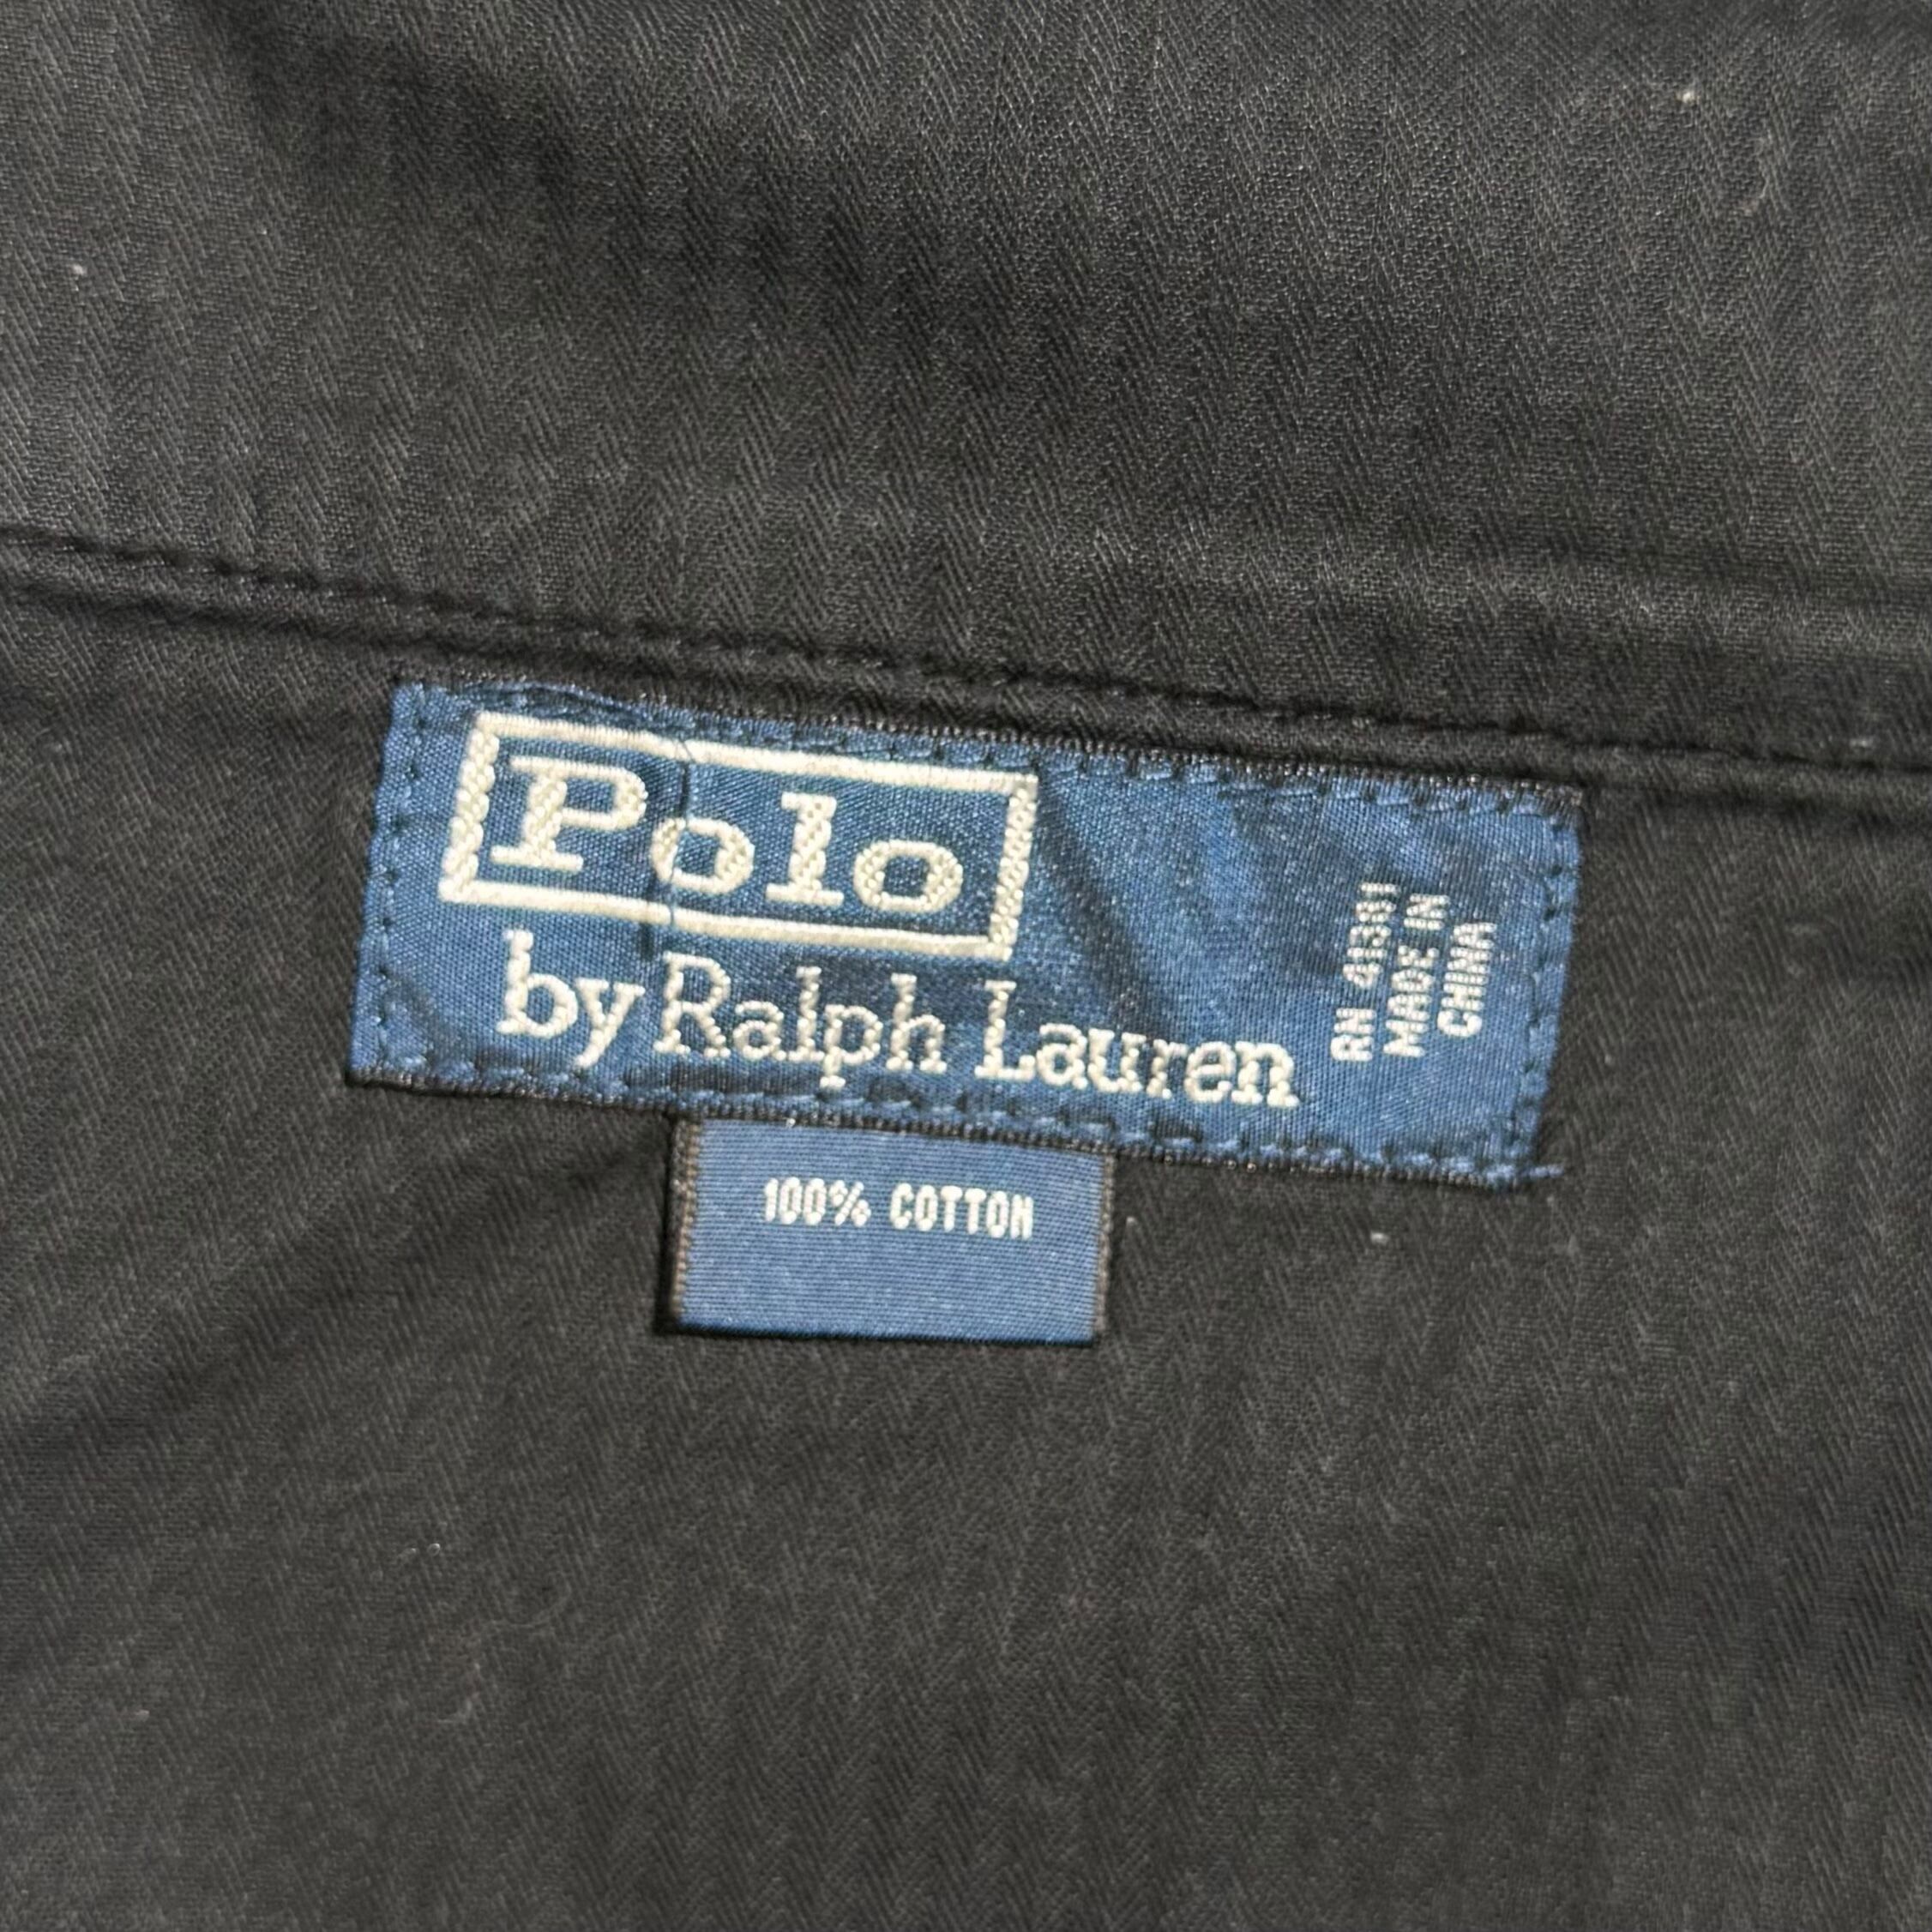 Polo
by Ralph Lauren
RN 41381
MADE IN
CHINA
100% COTTON